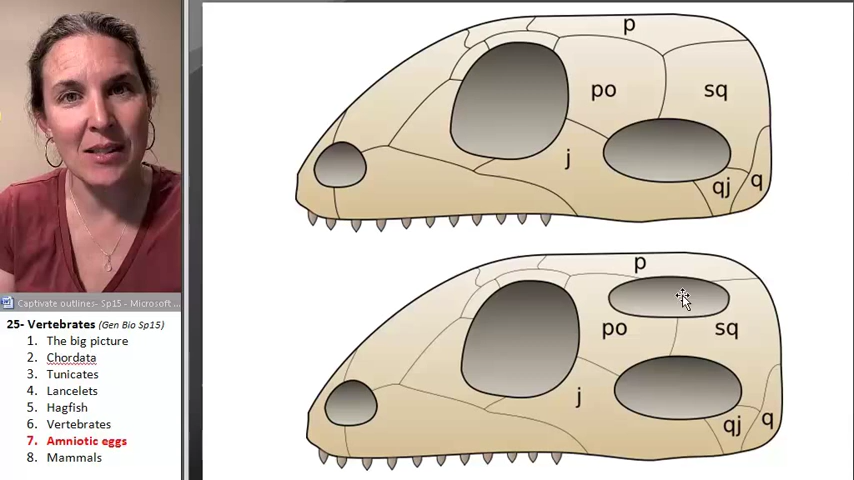 p
po
sq
j
qj
q
p
po
sq
j
qj
q
Captivate outlines- Sp15 - Microsoft ...
25- Vertebrates (Gen Bio Sp15)
1. The big picture
2. Chordata
3. Tunicates
4. Lancelets
5. Hagfish
6. Vertebrates
7. Amniotic eggs
8. Mammals